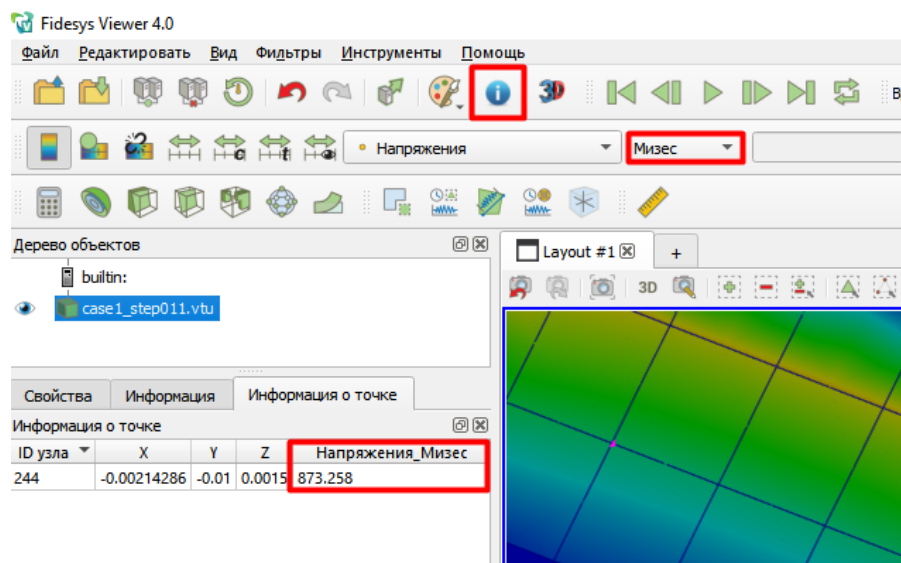 Fidesys Viewer 4.0
Файл Редактировать Вид Фильтры Инструменты Помощь
3D
Напряжения Мизес
Дерево объектов
builtin:
case1_step011.vtu
Layout #1 +
3D
Свойства Информация Информация о точке
Информация о точке
ID узла X Y Z Напряжения_Мизес
244 -0.00214286 -0.01 0.0015 873.258